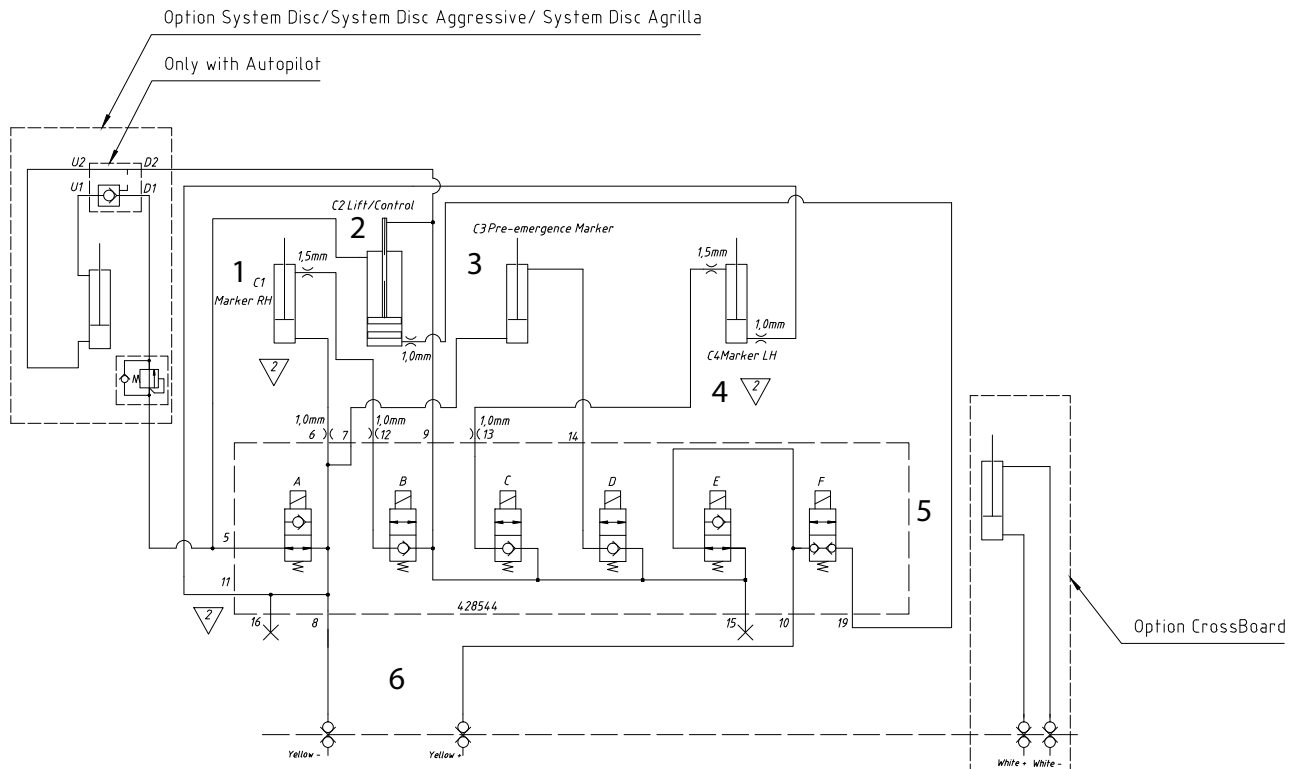 Option System Disc/System Disc Aggressive/ System Disc Agrilla
Only with Autopilot
U2 D2
U1 D1
C2 Lift/Control
2
C3 Pre-emergence Marker
1 C1
Marker RH
1,5mm
3
1,5mm
1,0mm
1,0mm
C4Marker LH
2
4 2
1,0mm 1,0mm 1,0mm
6 7 12 9 13 14
A B C D E F
5
5
11
428544
2
16 8 15 10 19
Option CrossBoard
6
Yellow - Yellow + White + White -